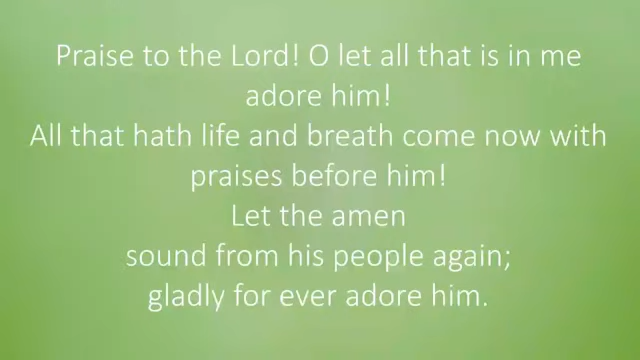 Praise to the Lord! O let all that is in me
adore him!
All that hath life and breath come now with
praises before him!
Let the amen
sound from his people again;
gladly for ever adore him.